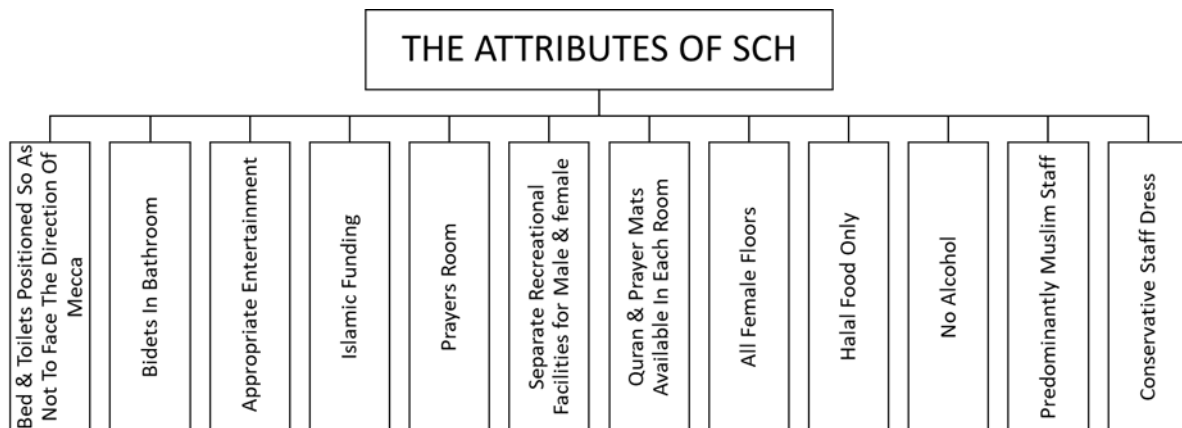 THE ATTRIBUTES OF SCH
Bed & Toilets Positioned So As
Not To Face The Direction Of
Mecca
Bidets In Bathroom
Appropriate Entertainment
Islamic Funding
Prayers Room
Separate Recreational
Facilities for Male & female
Quran & Prayer Mats
Available In Each Room
All Female Floors
Halal Food Only
No Alcohol
Predominantly Muslim Staff
Conservative Staff Dress